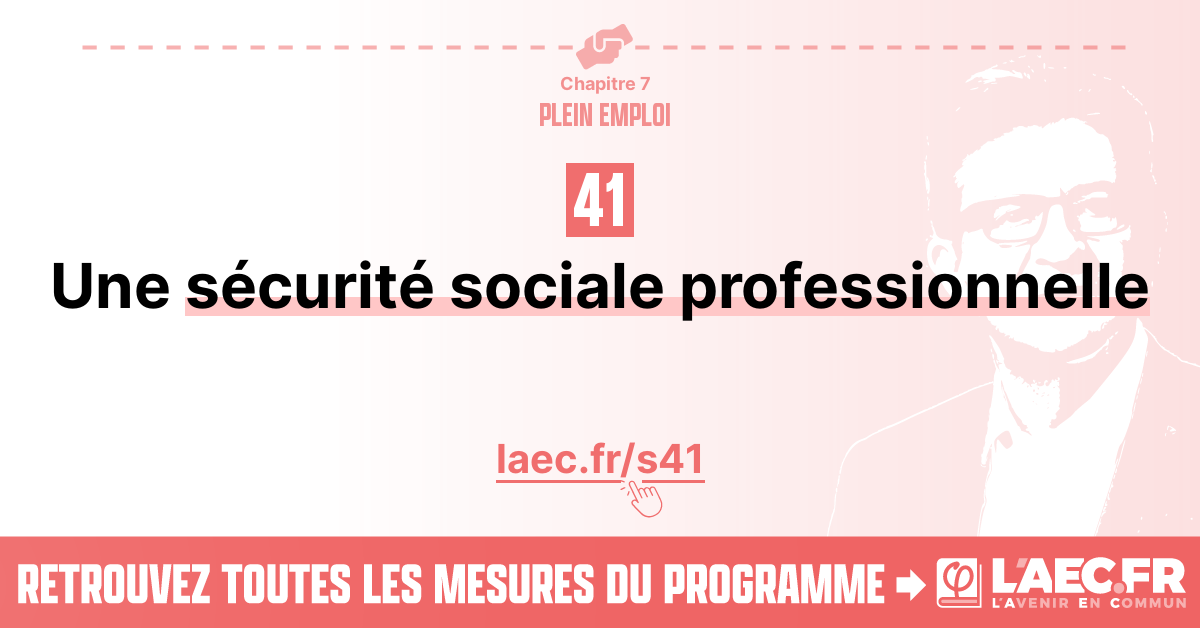 Chapitre 7
PLEIN EMPLOI
41
Une sécurité sociale professionnelle
laec.fr/s41
RETROUVEZ TOUTES LES MESURES DU PROGRAMME
L'AEC.FR
L'AVENIR EN COMMUN